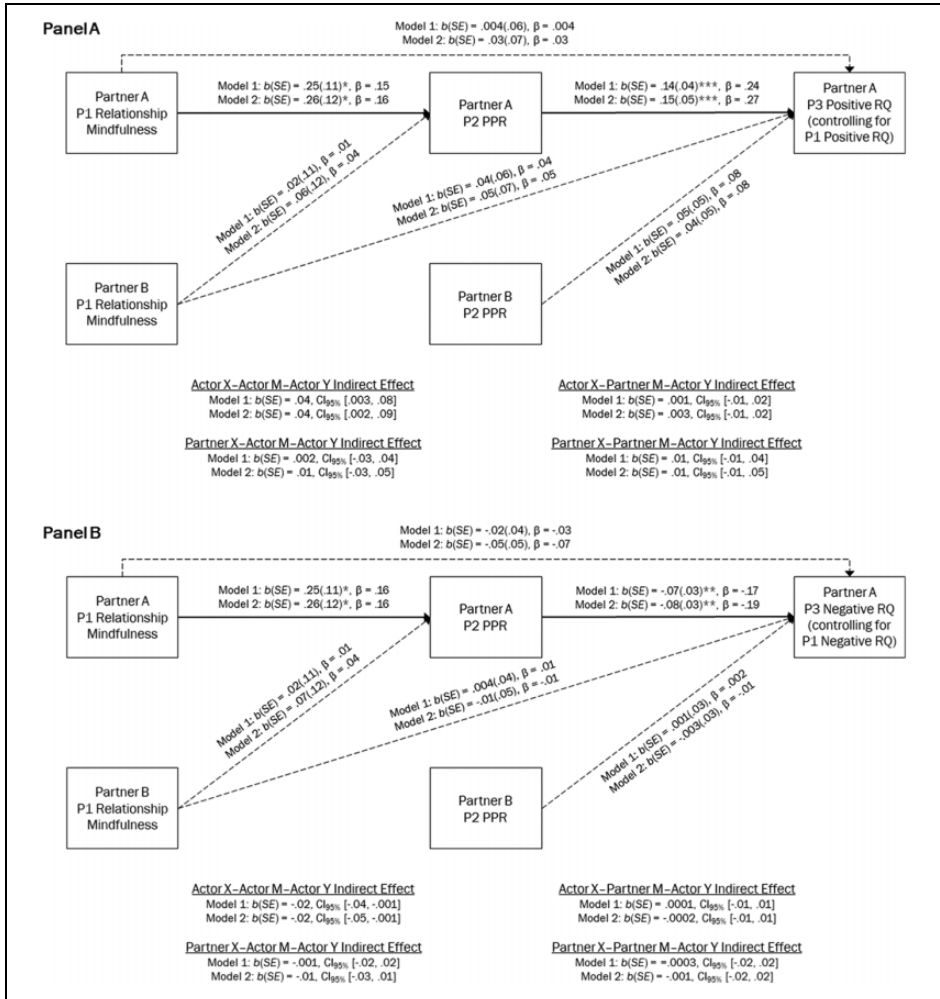 Panel A
Model 1: b(SE) = .004(.06), β = .004
Model 2: b(SE) = .03(.07), β = .03
Partner A
P1 Relationship
Mindfulness
Model 1: b(SE) = .25(.11)*, β = .15
Model 2: b(SE) = .26(.12)*, β = .16
Partner A
P2 PPR
Model 1: b(SE) = .14(.04)***, β = .24
Model 2: b(SE) = .15(.05)***, β = .27
Partner A
P3 Positive RQ
(controlling for
P1 Positive RQ)
Model 1: b(SE) = .02(.11), β = .01
Model 2: b(SE) = .06(.12), β = .04
Model 1: b(SE) = .04(.06), β = .04
Model 2: b(SE) = .05(.07), β = .05
Model 1: b(SE) = .05(.05), β = .08
Model 2: b(SE) = .04(.05), β = .08
Partner B
P1 Relationship
Mindfulness
Partner B
P2 PPR
Actor X–Actor M–Actor Y Indirect Effect
Model 1: b(SE) = .04, CI95% [.003, .08]
Model 2: b(SE) = .04, CI95% [.002, .09]
Actor X–Partner M–Actor Y Indirect Effect
Model 1: b(SE) = .001, CI95% [-.01, .02]
Model 2: b(SE) = .003, CI95% [-.01, .02]
Partner X–Actor M–Actor Y Indirect Effect
Model 1: b(SE) = .002, CI95% [-.03, .04]
Model 2: b(SE) = .01, CI95% [-.03, .05]
Partner X–Partner M–Actor Y Indirect Effect
Model 1: b(SE) = .01, CI95% [-.01, .04]
Model 2: b(SE) = .01, CI95% [-.01, .05]
Panel B
Model 1: b(SE) = -.02(.04), β = -.03
Model 2: b(SE) = -.05(.05), β = -.07
Partner A
P1 Relationship
Mindfulness
Model 1: b(SE) = .25(.11)*, β = .16
Model 2: b(SE) = .26(.12)*, β = .16
Partner A
P2 PPR
Model 1: b(SE) = -.07(.03)**, β = -.17
Model 2: b(SE) = -.08(.03)**, β = -.19
Partner A
P3 Negative RQ
(controlling for
P1 Negative RQ)
Model 1: b(SE) = .02(.11), β = .01
Model 2: b(SE) = .07(.12), β = .04
Model 1: b(SE) = .004(.04), β = .01
Model 2: b(SE) = -.01(.05), β = -.01
Model 1: b(SE) = .001(.03), β = .002
Model 2: b(SE) = -.003(.03), β = -.01
Partner B
P1 Relationship
Mindfulness
Partner B
P2 PPR
Actor X–Actor M–Actor Y Indirect Effect
Model 1: b(SE) = -.02, CI95% [-.04, -.001]
Model 2: b(SE) = -.02, CI95% [-.05, -.001]
Actor X–Partner M–Actor Y Indirect Effect
Model 1: b(SE) = .0001, CI95% [-.01, .01]
Model 2: b(SE) = -.0002, CI95% [-.01, .01]
Partner X–Actor M–Actor Y Indirect Effect
Model 1: b(SE) = -.001, CI95% [-.02, .02]
Model 2: b(SE) = -.01, CI95% [-.03, .01]
Partner X–Partner M–Actor Y Indirect Effect
Model 1: b(SE) = =.0003, CI95% [-.02, .02]
Model 2: b(SE) = -.001, CI95% [-.02, .02]